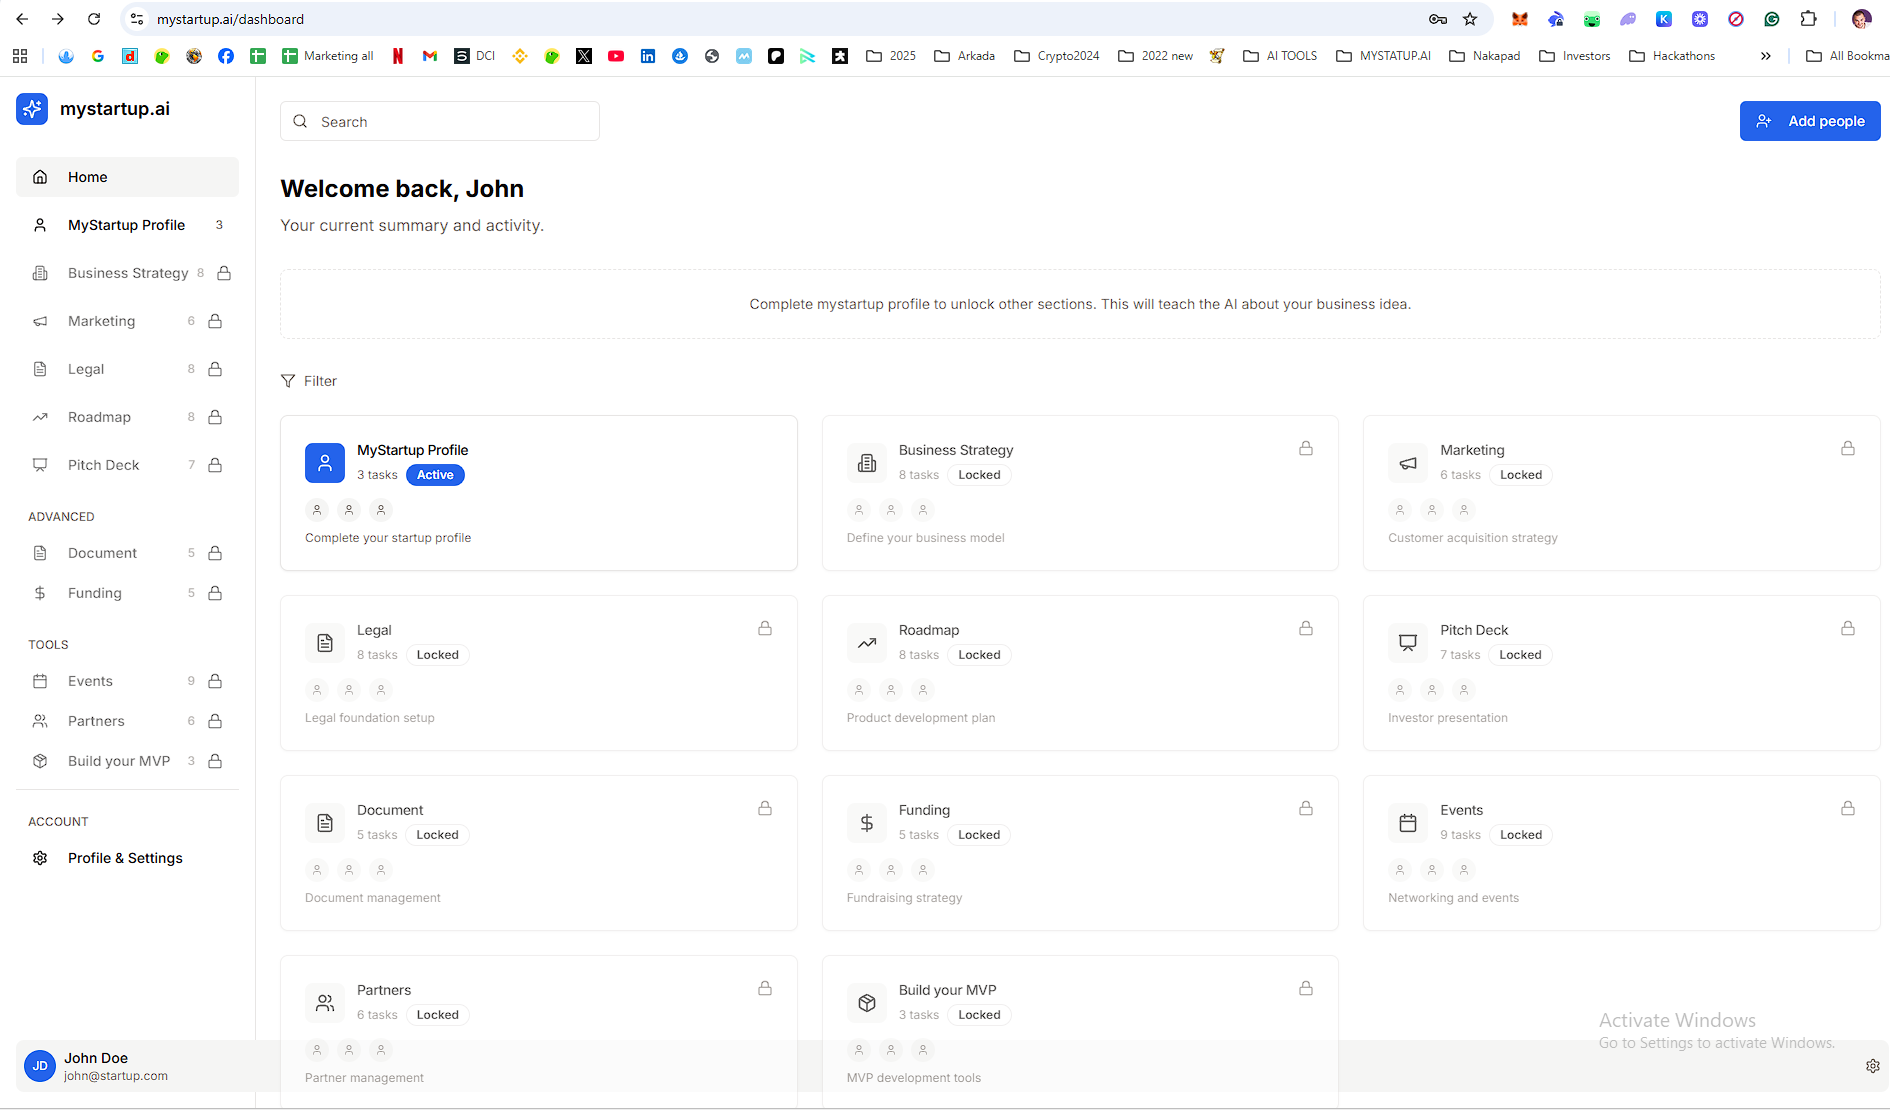 mystartup.ai/dashboard
Marketing all
DCI
2025
Arkada
Crypto2024
2022 new
AI TOOLS
MYSTATUP.AI
Nakapad
Investors
Hackathons
All Bookma
mystartup.ai
Search
Add people
Home
MyStartup Profile 3
Business Strategy 8
Marketing 6
Legal 8
Roadmap 8
Pitch Deck 7
ADVANCED
Document 5
Funding 5
TOOLS
Events 9
Partners 6
Build your MVP 3
ACCOUNT
Profile & Settings
JD
John Doe
john@startup.com
Welcome back, John
Your current summary and activity.
Complete mystartup profile to unlock other sections. This will teach the AI about your business idea.
Filter
MyStartup Profile
3 tasks Active
Complete your startup profile
Business Strategy
8 tasks Locked
Define your business model
Marketing
6 tasks Locked
Customer acquisition strategy
Legal
8 tasks Locked
Legal foundation setup
Roadmap
8 tasks Locked
Product development plan
Pitch Deck
7 tasks Locked
Investor presentation
Document
5 tasks Locked
Document management
Funding
5 tasks Locked
Fundraising strategy
Events
9 tasks Locked
Networking and events
Partners
6 tasks Locked
Partner management
Build your MVP
3 tasks Locked
MVP development tools
Activate Windows
Go to Settings to activate Windows.